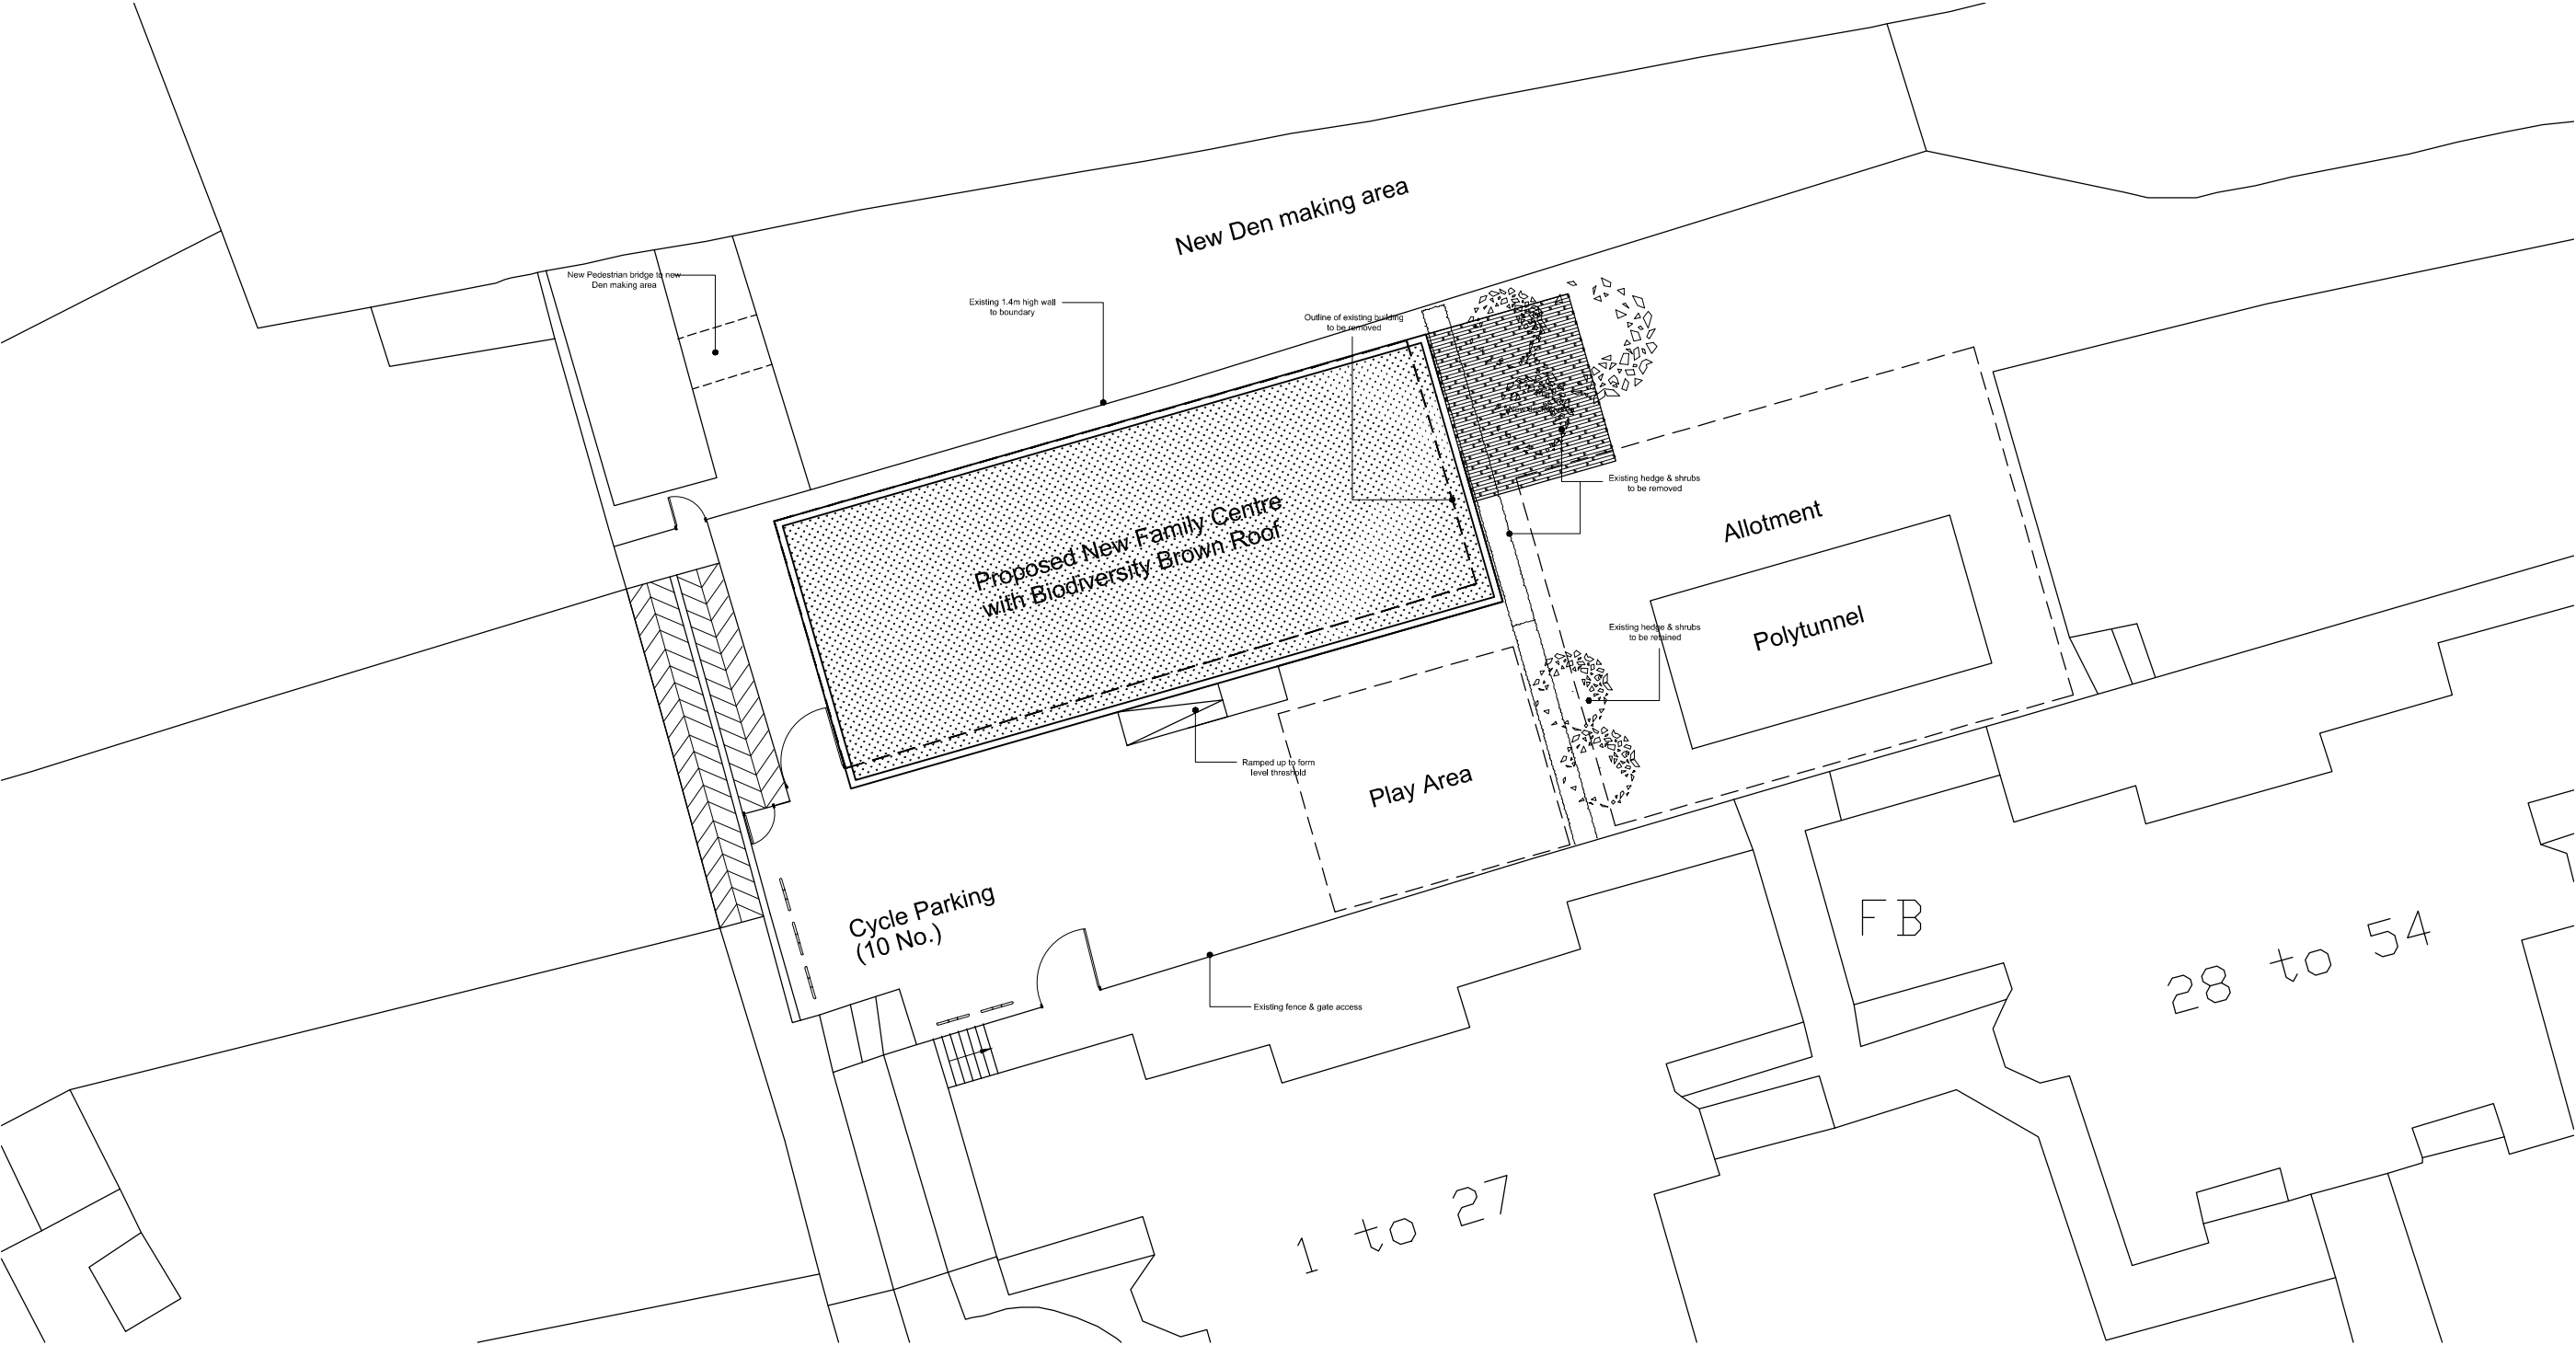 New Den making area
New Pedestrian bridge to new
Den making area
Existing 1.4m high wall
to boundary
Outline of existing building
to be removed
Existing hedge & shrubs
to be removed
Allotment
Proposed New Family Centre
with Biodiversity Brown Roof
Existing hedge & shrubs
to be retained
Polytunnel
Ramped up to form
level threshold
Play Area
Cycle Parking
(10 No.)
FB
28 to 54
Existing fence & gate access
1 to 27